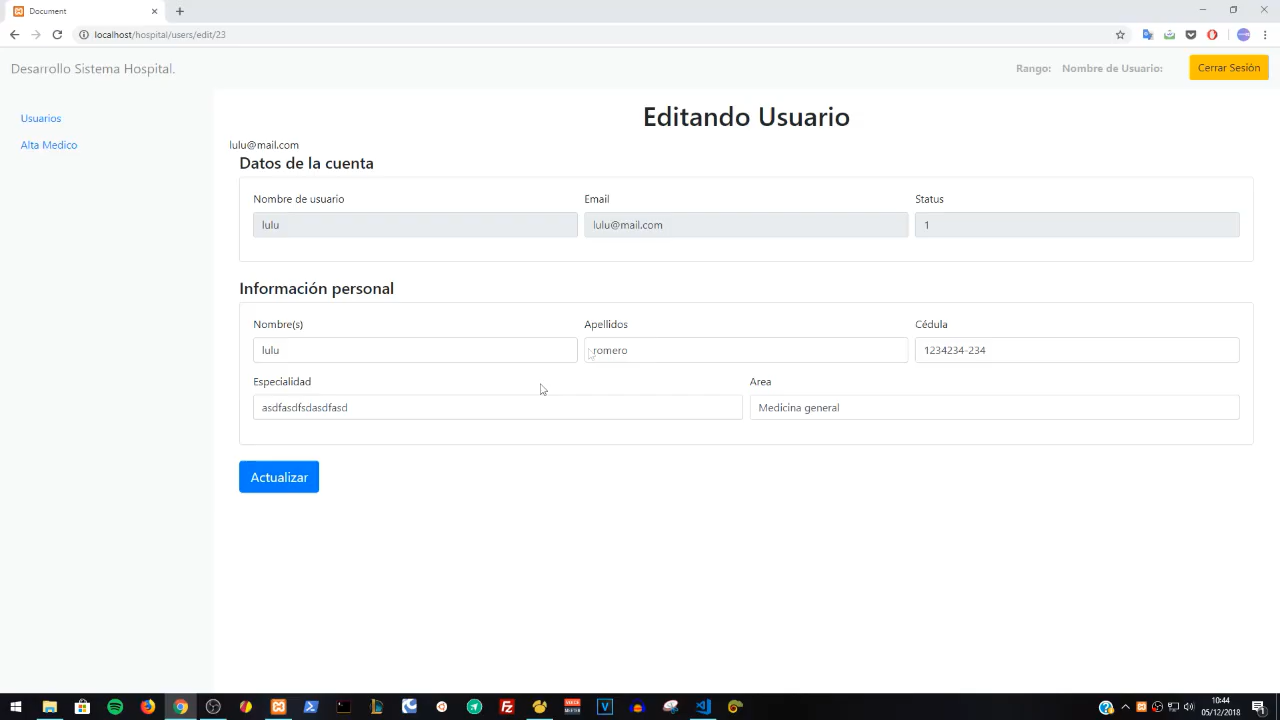 Document
localhost/hospital/users/edit/23
Desarrollo Sistema Hospital.
Rango: Nombre de Usuario:
Cerrar Sesión
Usuarios
Alta Medico
Editando Usuario
lulu@mail.com
Datos de la cuenta
Nombre de usuario Email Status
lulu lulu@mail.com 1
Información personal
Nombre(s) Apellidos Cédula
lulu romero 1234234-234
Especialidad Area
asdfasdfsdasdfasd Medicina general
Actualizar
10:44
05/12/2018